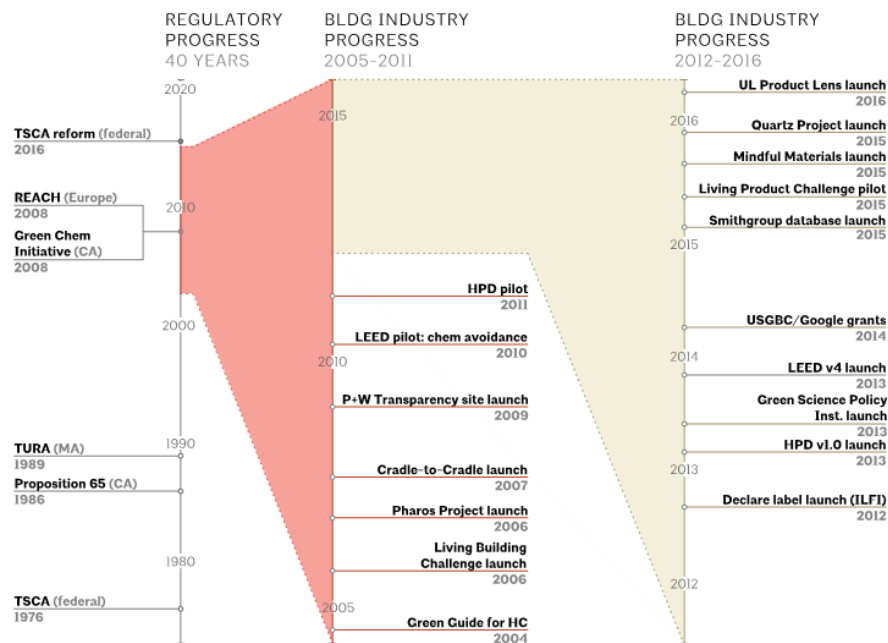 REGULATORY
PROGRESS
40 YEARS
2020
TSCA reform (federal)
2016
REACH (Europe)
2008
2010
Green Chem
Initiative (CA)
2008
2000
1990
TURA (MA)
1989
Proposition 65 (CA)
1986
1980
TSCA (federal)
1976
BLDG INDUSTRY
PROGRESS
2005-2011
2015
HPD pilot
2011
LEED pilot: chem avoidance
2010
2010
P+W Transparency site launch
2009
Cradle-to-Cradle launch
2007
Pharos Project launch
2006
Living Building
Challenge launch
2006
2005
Green Guide for HC
2004
BLDG INDUSTRY
PROGRESS
2012-2016
UL Product Lens launch
2016
2016
Quartz Project launch
2015
Mindful Materials launch
2015
Living Product Challenge pilot
2015
Smithgroup database launch
2015
2015
USGBC/Google grants
2014
2014
LEED v4 launch
2013
Green Science Policy
Inst. launch
2013
HPD v1.0 launch
2013
2013
Declare label launch (ILFI)
2012
2012